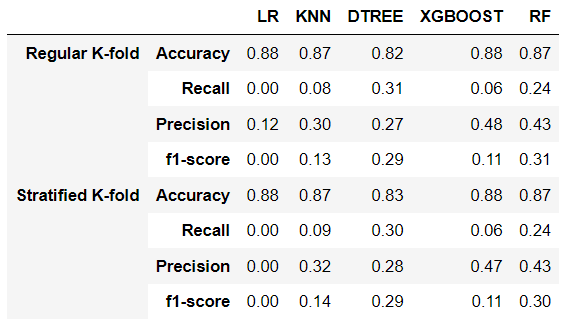 LR KNN DTREE XGBOOST RF
Regular K-fold Accuracy 0.88 0.87 0.82 0.88 0.87
Recall 0.00 0.08 0.31 0.06 0.24
Precision 0.12 0.30 0.27 0.48 0.43
f1-score 0.00 0.13 0.29 0.11 0.31
Stratified K-fold Accuracy 0.88 0.87 0.83 0.88 0.87
Recall 0.00 0.09 0.30 0.06 0.24
Precision 0.00 0.32 0.28 0.47 0.43
f1-score 0.00 0.14 0.29 0.11 0.30